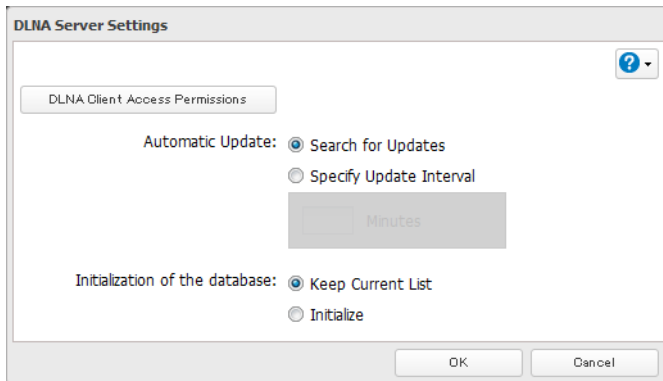 DLNA Server Settings
?
DLNA Client Access Permissions
Automatic Update: Search for Updates
Specify Update Interval
Minutes
Initialization of the database: Keep Current List
Initialize
OK Cancel